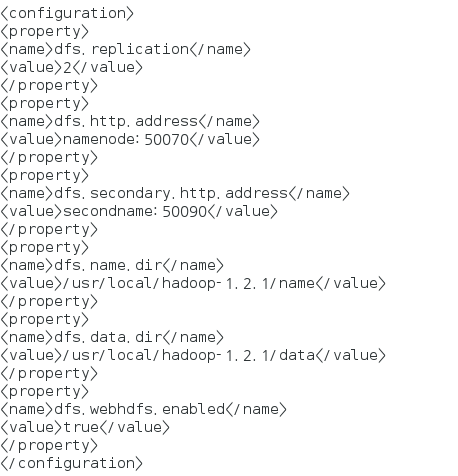 <configuration>
<property>
<name>dfs.replication</name>
<value>2</value>
</property>
<property>
<name>dfs.http.address</name>
<value>namenode:50070</value>
</property>
<property>
<name>dfs.secondary.http.address</name>
<value>secondname:50090</value>
</property>
<property>
<name>dfs.name.dir</name>
<value>/usr/local/hadoop-1.2.1/name</value>
</property>
<property>
<name>dfs.data.dir</name>
<value>/usr/local/hadoop-1.2.1/data</value>
</property>
<property>
<name>dfs.webhdfs.enabled</name>
<value>true</value>
</property>
</configuration>